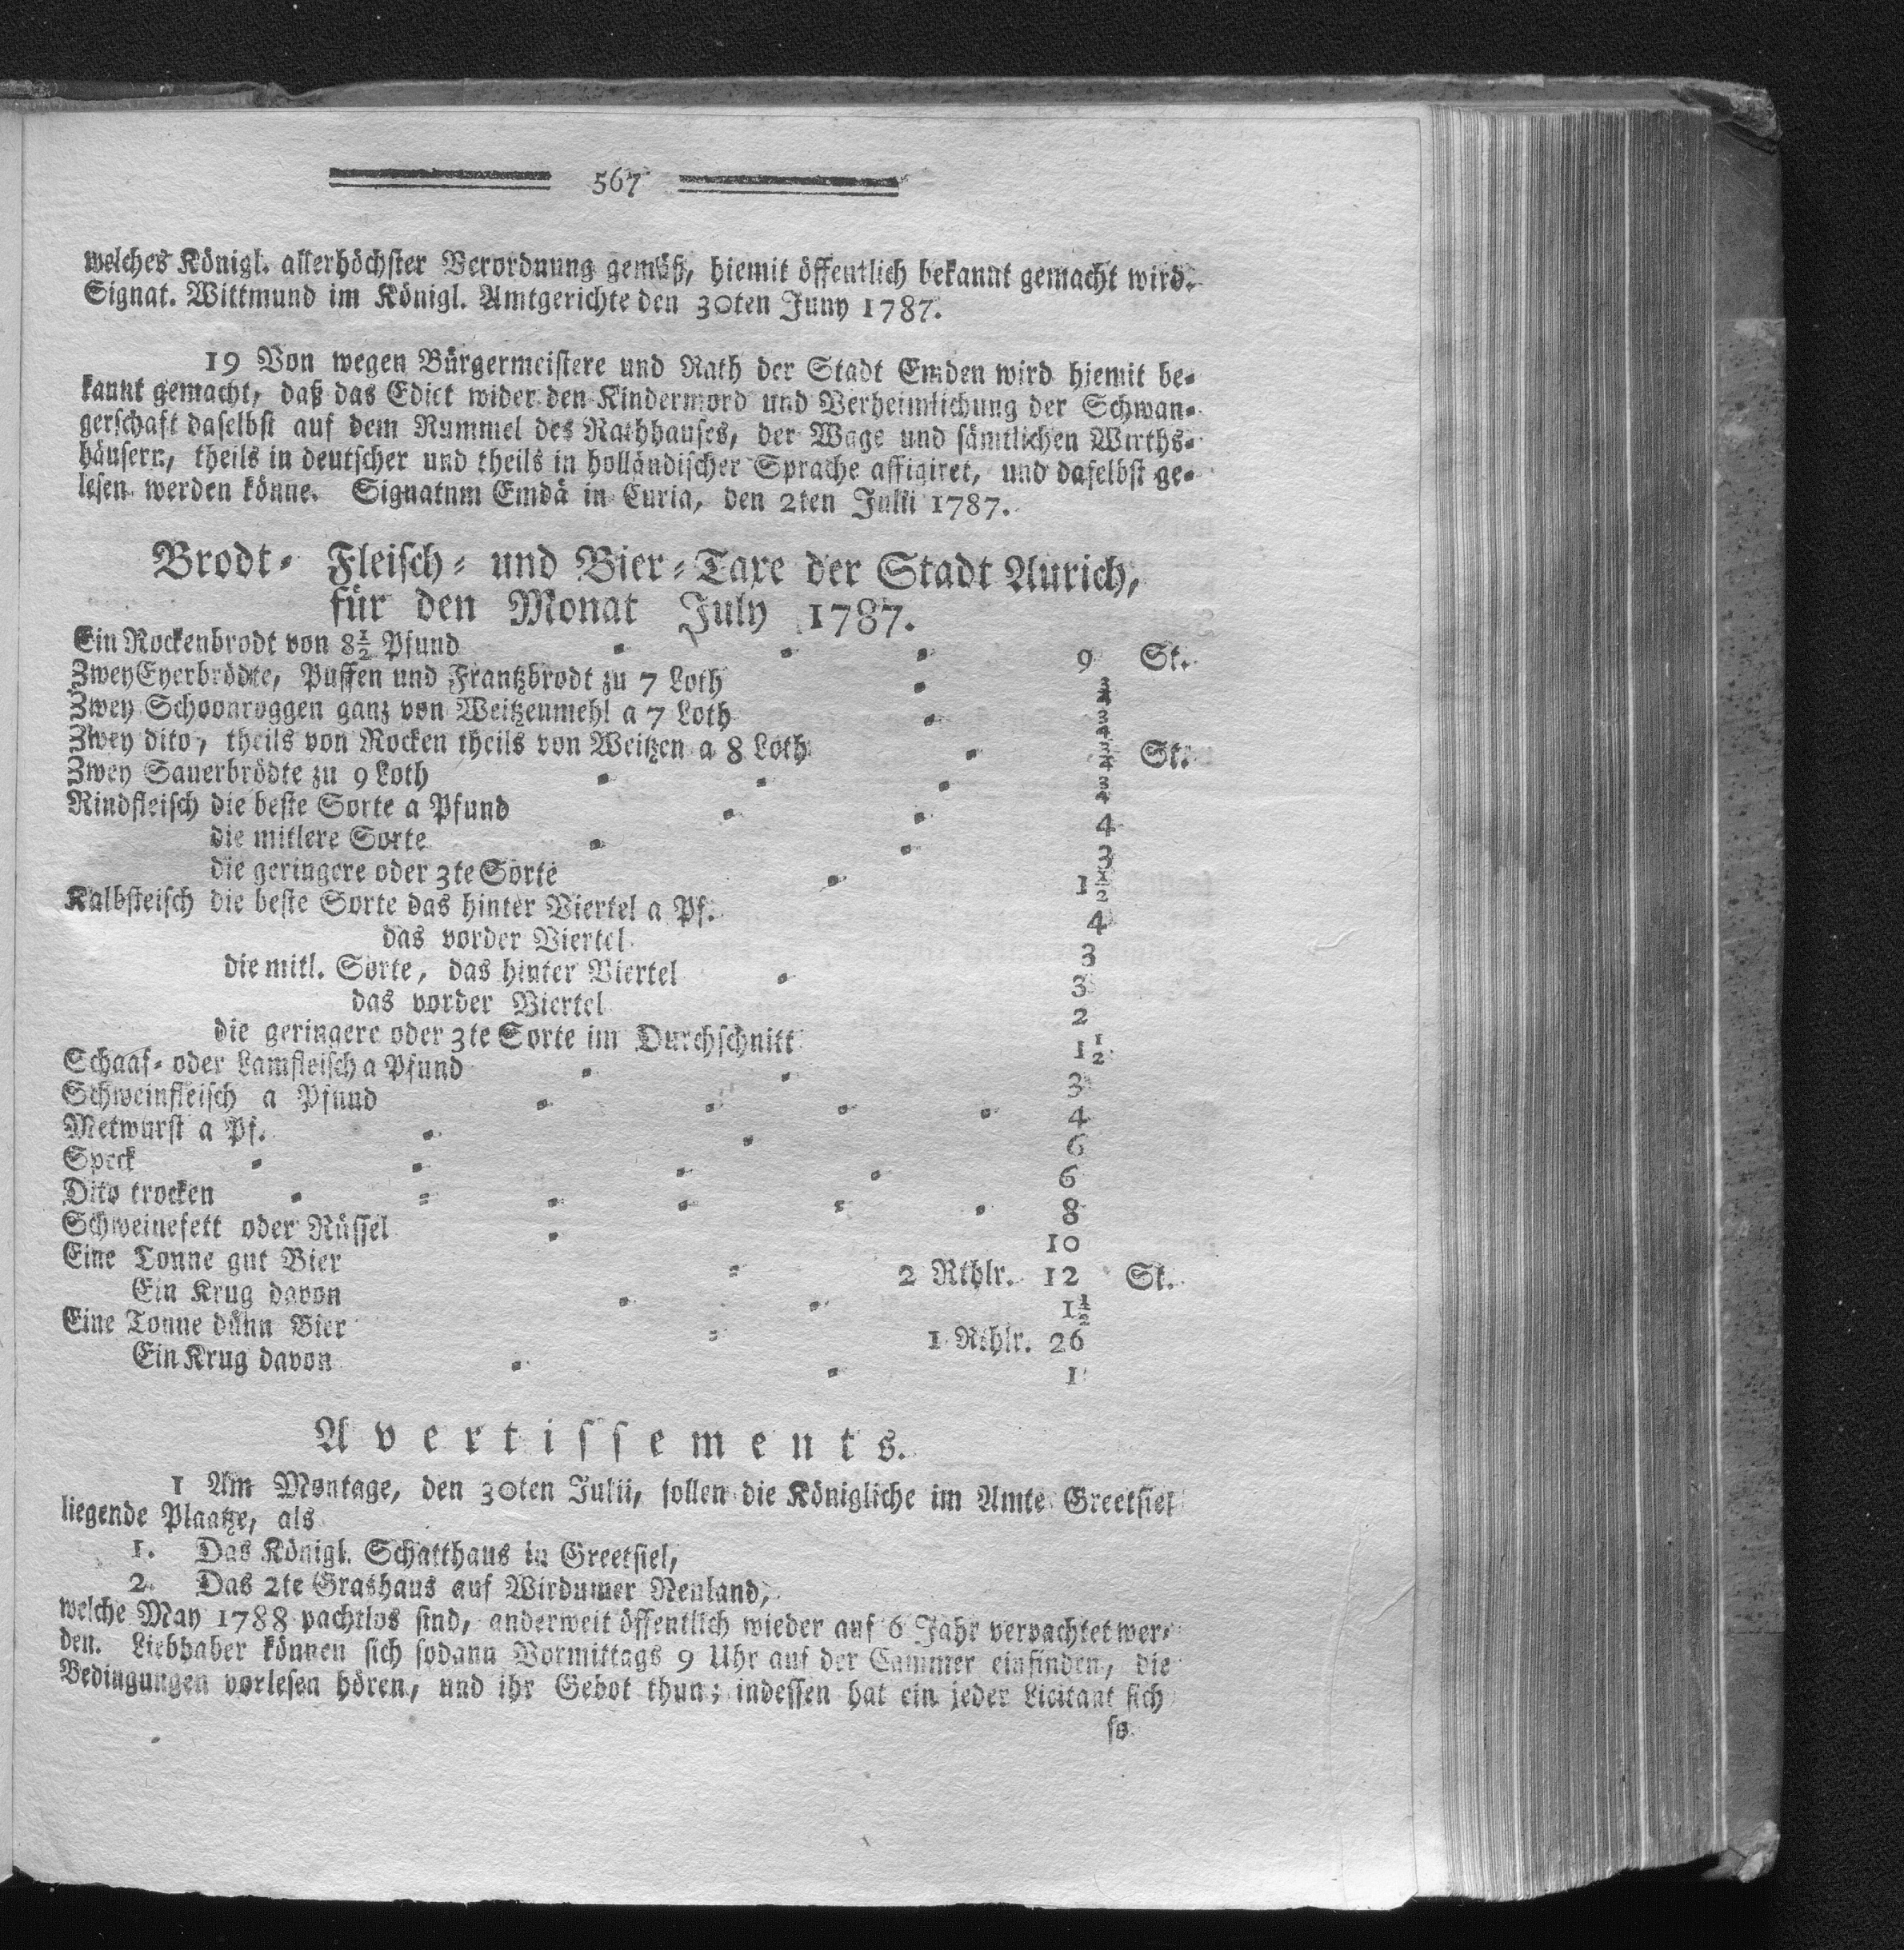 567
welches Königl. allerhöchster Verordnung gemäß, hiemit öffentlich bekannt gemacht wird.
Signat. Wittmund im Königl. Amtgerichte den 30ten Juny 1787.
19 Von wegen Bürgermeistere und Rath der Stadt Emden wird hiemit be-
kannt gemacht, daß das Edict wider den Kindermord und Verheimlichung der Schwan-
gerschaft daselbst auf dem Rummel des Rathhauses, der Wage und sämtlichen Wirths-
häusern, theils in deutscher und theils in holländischer Sprache affigiret, und daselbst ge-
lesen werden könne. Signatum Emdä in Curia, den 2ten Julii 1787.
Brodt- Fleisch- und Bier-Taxe der Stadt Aurich,
für den Monat July 1787.
Ein Rockenbrodt von 8½ Pfund 9 St.
Zwey Eyerbrödte, Puffen und Frantzbrodt zu 7 Loth ¾
Zwey Schoonroggen ganz von Weitzenmehl a 7 Loth ¾
Zwey dito, theils von Rocken theils von Weitzen a 8 Loth ¾ St.
Zwey Sauerbrödte zu 9 Loth ¾
Rindfleisch die beste Sorte a Pfund 4
die mitlere Sorte 3
die geringere oder 3te Sorte 1½
Kalbfleisch die beste Sorte das hinter Viertel a Pf. 4
das vorder Viertel 3
die mitl. Sorte, das hinter Viertel 3
das vorder Viertel 2
die geringere oder 3te Sorte im Durchschnitt 1½
Schaaf- oder Lamfleisch a Pfund 3
Schweinfleisch a Pfund 4
Metwurst a Pf. 6
Speck 6
Dito trocken 8
Schweinefett oder Rüssel 10
Eine Tonne gut Bier 2 Rthlr. 12 St.
Ein Krug davon 1½
Eine Tonne dünn Bier 1 Rthlr. 26
Ein Krug davon 1
Avertissements.
1 Am Montage, den 30ten Julii, sollen die Königliche im Amte Greetsiel
liegende Plaatze, als
1. Das Königl. Schatthaus in Greetsiel,
2. Das 2te Grashaus auf Wirdumer Neuland,
welche May 1788 pachtlos sind, anderweit öffentlich wieder auf 6 Jahr verpachtet wer-
den. Liebhaber können sich sodann Vormittags 9 Uhr auf der Cammer einfinden, die
Bedingungen vorlesen hören, und ihr Gebot thun; indessen hat ein jeder Licitant sich
so